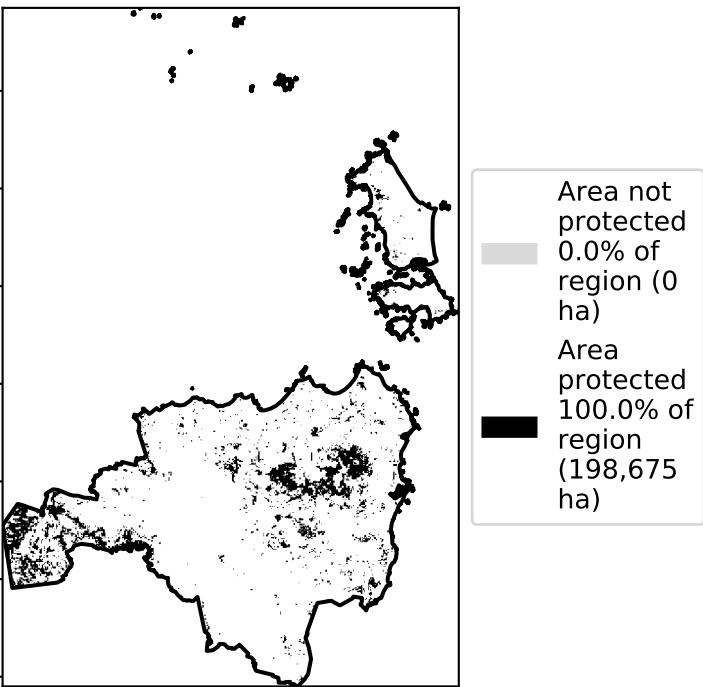 Area not
protected
0.0% of
region (0
ha)
Area
protected
100.0% of
region
(198,675
ha)